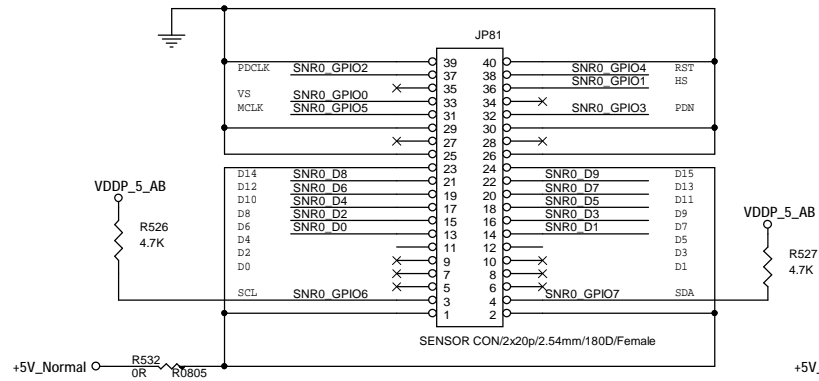 JP81
39 40
PDCLK SNR0_GPIO2 37 38 SNR0_GPIO4 RST
35 36 SNR0_GPIO1 HS
VS SNR0_GPIO0 33 34
MCLK SNR0_GPIO5 31 32 SNR0_GPIO3 PDN
29 30
27 28
25 26
23 24
D14 SNR0_D8 21 22 SNR0_D9 D15
D12 SNR0_D6 19 20 SNR0_D7 D13
D10 SNR0_D4 17 18 SNR0_D5 D11
D8 SNR0_D2 15 16 SNR0_D3 D9
D6 SNR0_D0 13 14 SNR0_D1 D7
D4 11 12 D5
D2 9 10 D3
D0 7 8 D1
5 6
SCL SNR0_GPIO6 3 4 SNR0_GPIO7 SDA
1 2
VDDP_5_AB
R526
4.7K
VDDP_5_AB
R527
4.7K
SENSOR CON/2x20p/2.54mm/180D/Female
+5V_Normal R532 R0805
0R
+5V_